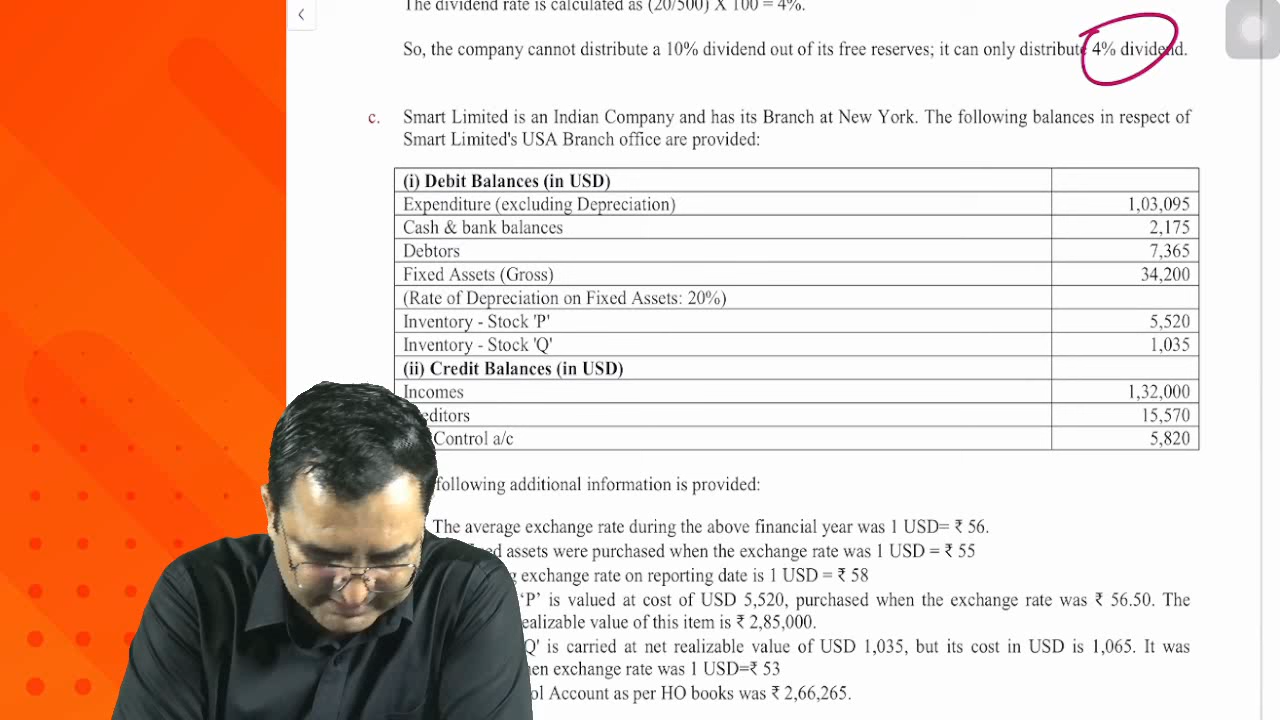 The dividend rate is calculated as (20/500) X 100 = 4%.
So, the company cannot distribute a 10% dividend out of its free reserves; it can only distribute 4% dividend.
c. Smart Limited is an Indian Company and has its Branch at New York. The following balances in respect of
Smart Limited's USA Branch office are provided:
(i) Debit Balances (in USD)
Expenditure (excluding Depreciation) 1,03,095
Cash & bank balances 2,175
Debtors 7,365
Fixed Assets (Gross) 34,200
(Rate of Depreciation on Fixed Assets: 20%)
Inventory - Stock 'P' 5,520
Inventory - Stock 'Q' 1,035
(ii) Credit Balances (in USD)
Incomes 1,32,000
editors 15,570
Control a/c 5,820
following additional information is provided:
The average exchange rate during the above financial year was 1 USD= ₹ 56.
assets were purchased when the exchange rate was 1 USD = ₹ 55
exchange rate on reporting date is 1 USD = ₹ 58
'P' is valued at cost of USD 5,520, purchased when the exchange rate was ₹ 56.50. The
ealizable value of this item is ₹ 2,85,000.
Q' is carried at net realizable value of USD 1,035, but its cost in USD is 1,065. It was
en exchange rate was 1 USD=₹ 53
ol Account as per HO books was ₹ 2,66,265.